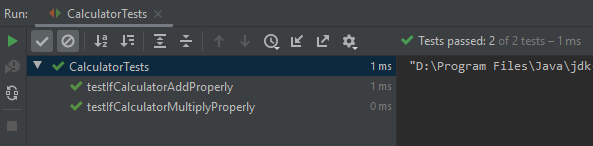 Run: CalculatorTests
Tests passed: 2 of 2 tests – 1 ms
CalculatorTests 1 ms
testIfCalculatorAddProperly 1 ms
testIfCalculatorMultiplyProperly 0 ms
"D:\Program Files\Java\jdk